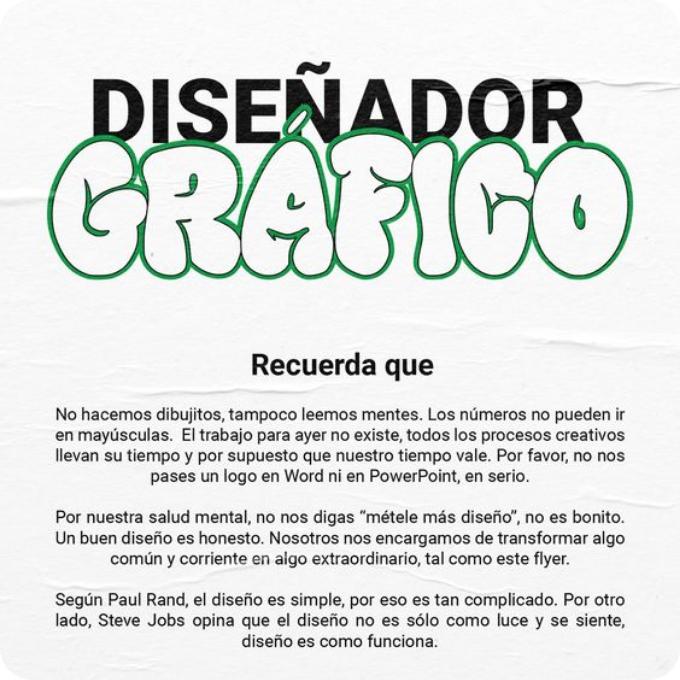 DISEÑADOR
GRÁFICO
Recuerda que
No hacemos dibujitos, tampoco leemos mentes. Los números no pueden ir
en mayúsculas. El trabajo para ayer no existe, todos los procesos creativos
llevan su tiempo y por supuesto que nuestro tiempo vale. Por favor, no nos
pases un logo en Word ni en PowerPoint, en serio.
Por nuestra salud mental, no nos digas “métele más diseño”, no es bonito.
Un buen diseño es honesto. Nosotros nos encargamos de transformar algo
común y corriente en algo extraordinario, tal como este flyer.
Según Paul Rand, el diseño es simple, por eso es tan complicado. Por otro
lado, Steve Jobs opina que el diseño no es sólo como luce y se siente,
diseño es como funciona.